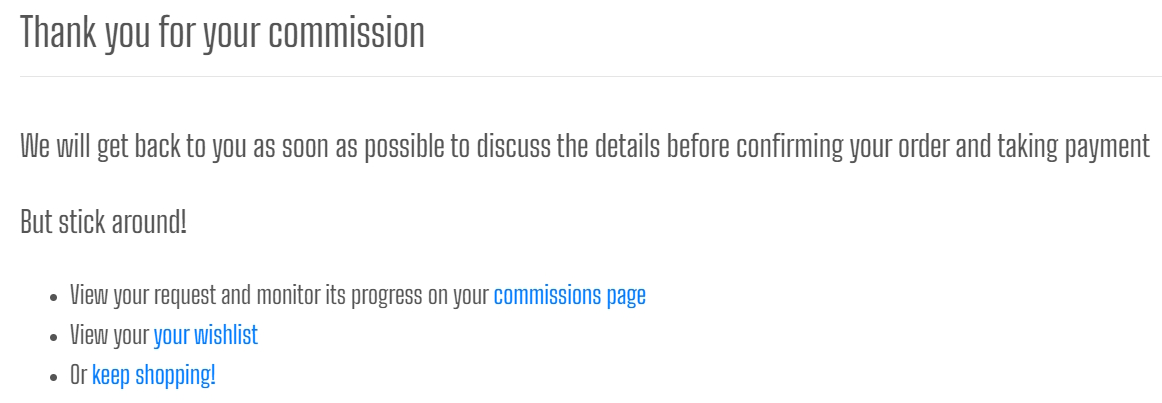 Thank you for your commission
We will get back to you as soon as possible to discuss the details before confirming your order and taking payment
But stick around!
• View your request and monitor its progress on your commissions page
• View your your wishlist
• Or keep shopping!